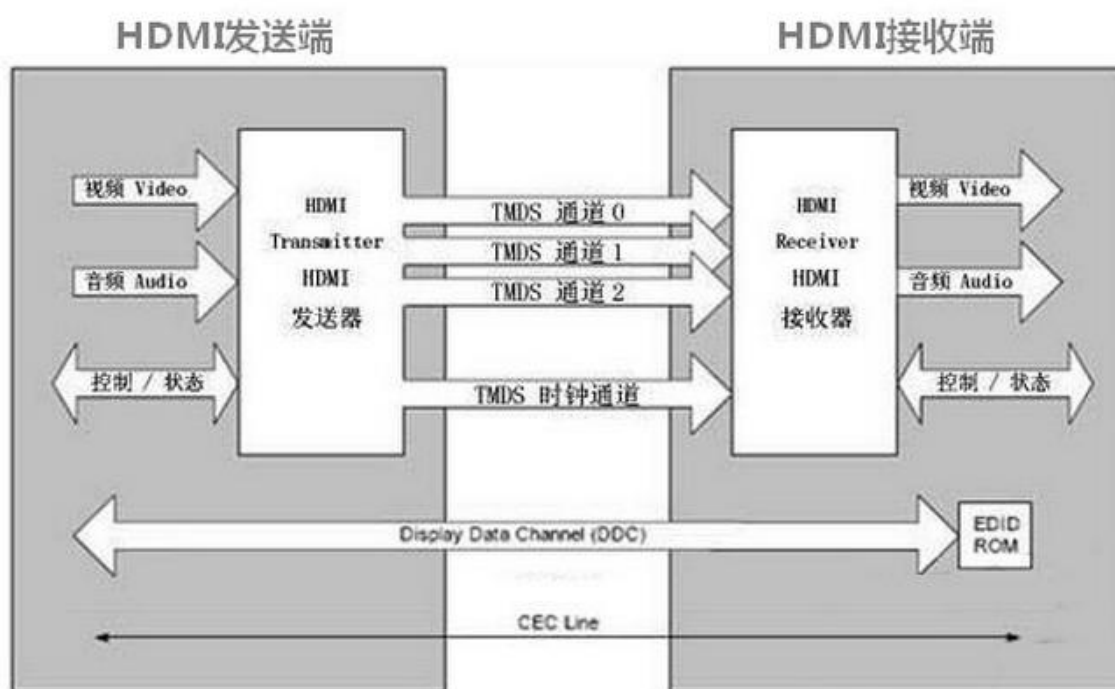 HDMI发送端
HDMI接收端
视频 Video
音频 Audio
控制 / 状态
HDMI
Transmitter
HDMI
发送器
TMDS 通道0
TMDS 通道1
TMDS 通道2
TMDS 时钟通道
HDMI
Receiver
HDMI
接收器
视频 Video
音频 Audio
控制 / 状态
Display Data Channel (DDC)
EDID
ROM
CEC Line